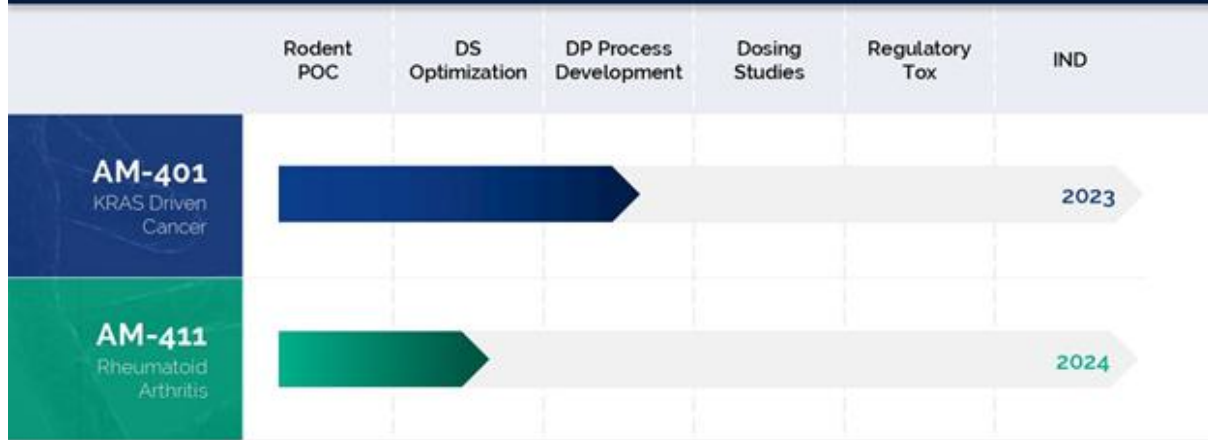 Rodent
POC
DS
Optimization
DP Process
Development
Dosing
Studies
Regulatory
Tox
IND
AM-401
KRAS Driven
Cancer
2023
AM-411
Rheumatoid
Arthritis
2024